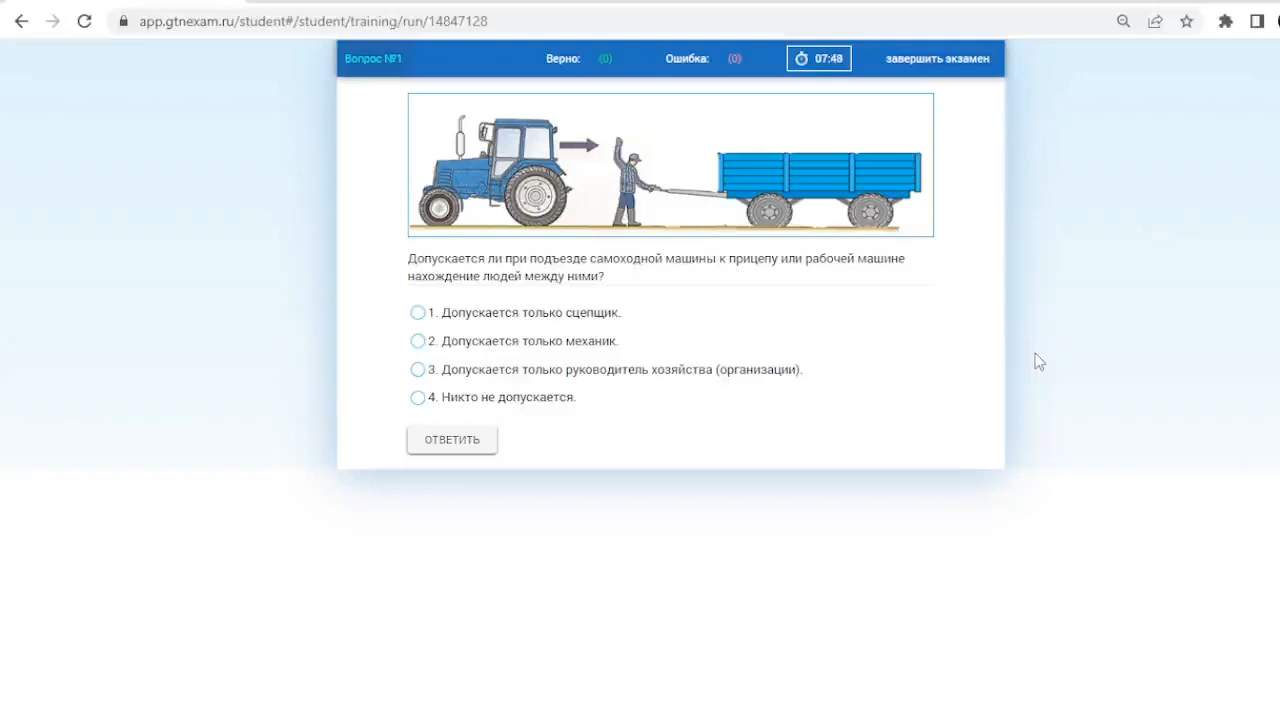 app.gtnexam.ru/student#/student/training/run/14847128
Вопрос №1 Верно: (0) Ошибка: (0) 07:48 завершить экзамен
Допускается ли при подъезде самоходной машины к прицепу или рабочей машине
нахождение людей между ними?
1. Допускается только сцепщик.
2. Допускается только механик.
3. Допускается только руководитель хозяйства (организации).
4. Никто не допускается.
ОТВЕТИТЬ